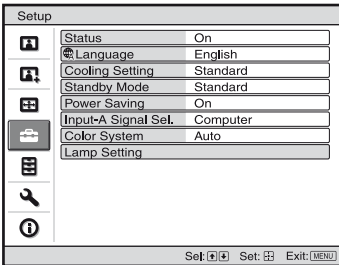 Setup
Status On
Language English
Cooling Setting Standard
Standby Mode Standard
Power Saving On
Input-A Signal Sel. Computer
Color System Auto
Lamp Setting
Sel: Set: Exit: MENU